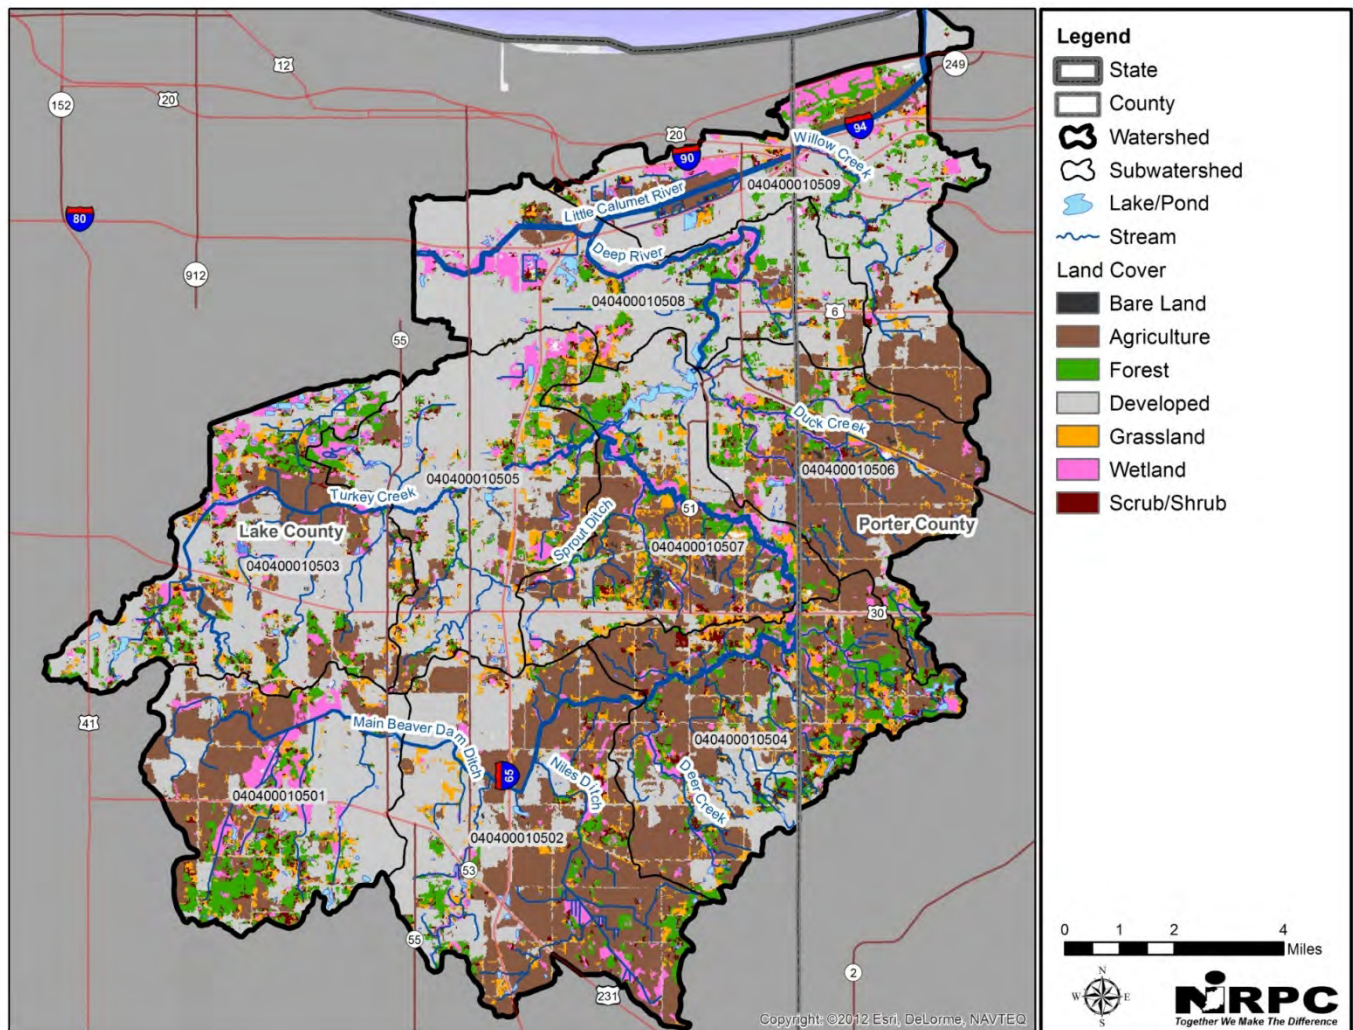 12
20
152
249
20
94
90
Willow Creek
040400010509
Little Calumet River
80
Deep River
912
040400010508
6
55
Duck Creek
040400010506
040400010505
Turkey Creek
51
Lake County
Sprout Ditch
Porter County
040400010507
040400010503
30
41
Main Beaver Dam Ditch
040400010504
65
Niles Ditch
Deer Creek
040400010501
040400010502
53
55
2
231
Copyright: ©2012 Esri, DeLorme, NAVTEQ
Legend
State
County
Watershed
Subwatershed
Lake/Pond
Stream
Land Cover
Bare Land
Agriculture
Forest
Developed
Grassland
Wetland
Scrub/Shrub
0 1 2 4
Miles
N
W E
S
NIRPC
Together We Make The Difference